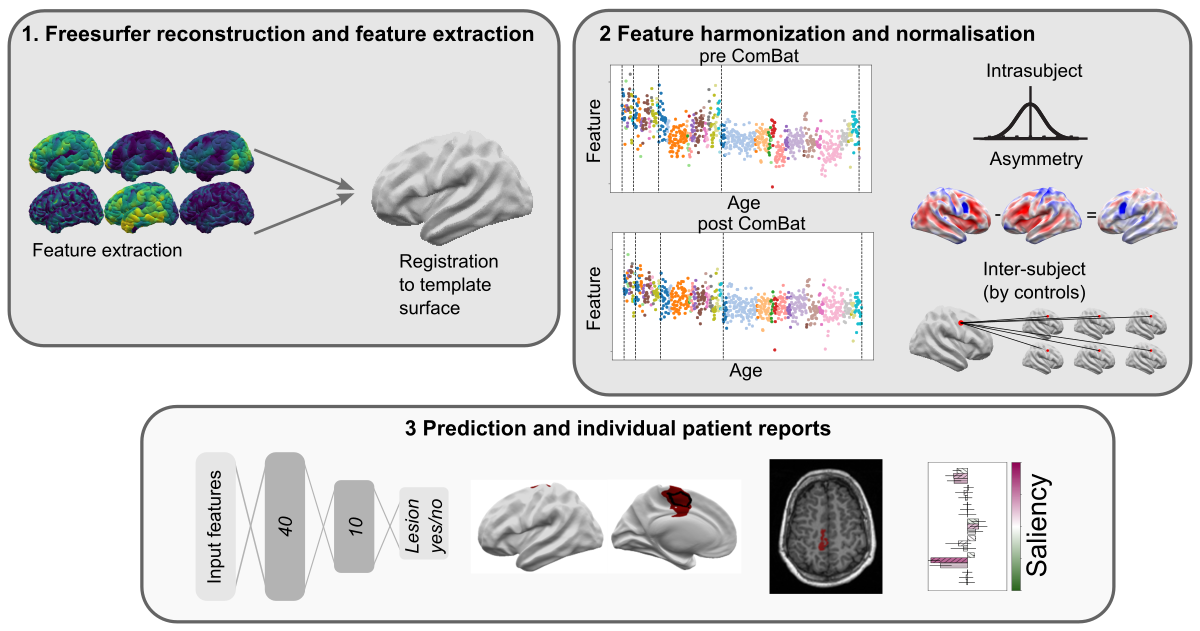 1. Freesurfer reconstruction and feature extraction
Feature extraction
Registration
to template
surface
2 Feature harmonization and normalisation
pre ComBat
Feature
Age
post ComBat
Feature
Age
Intrasubject
Asymmetry
-
=
Inter-subject
(by controls)
3 Prediction and individual patient reports
Input features
40
10
Lesion
yes/no
Saliency